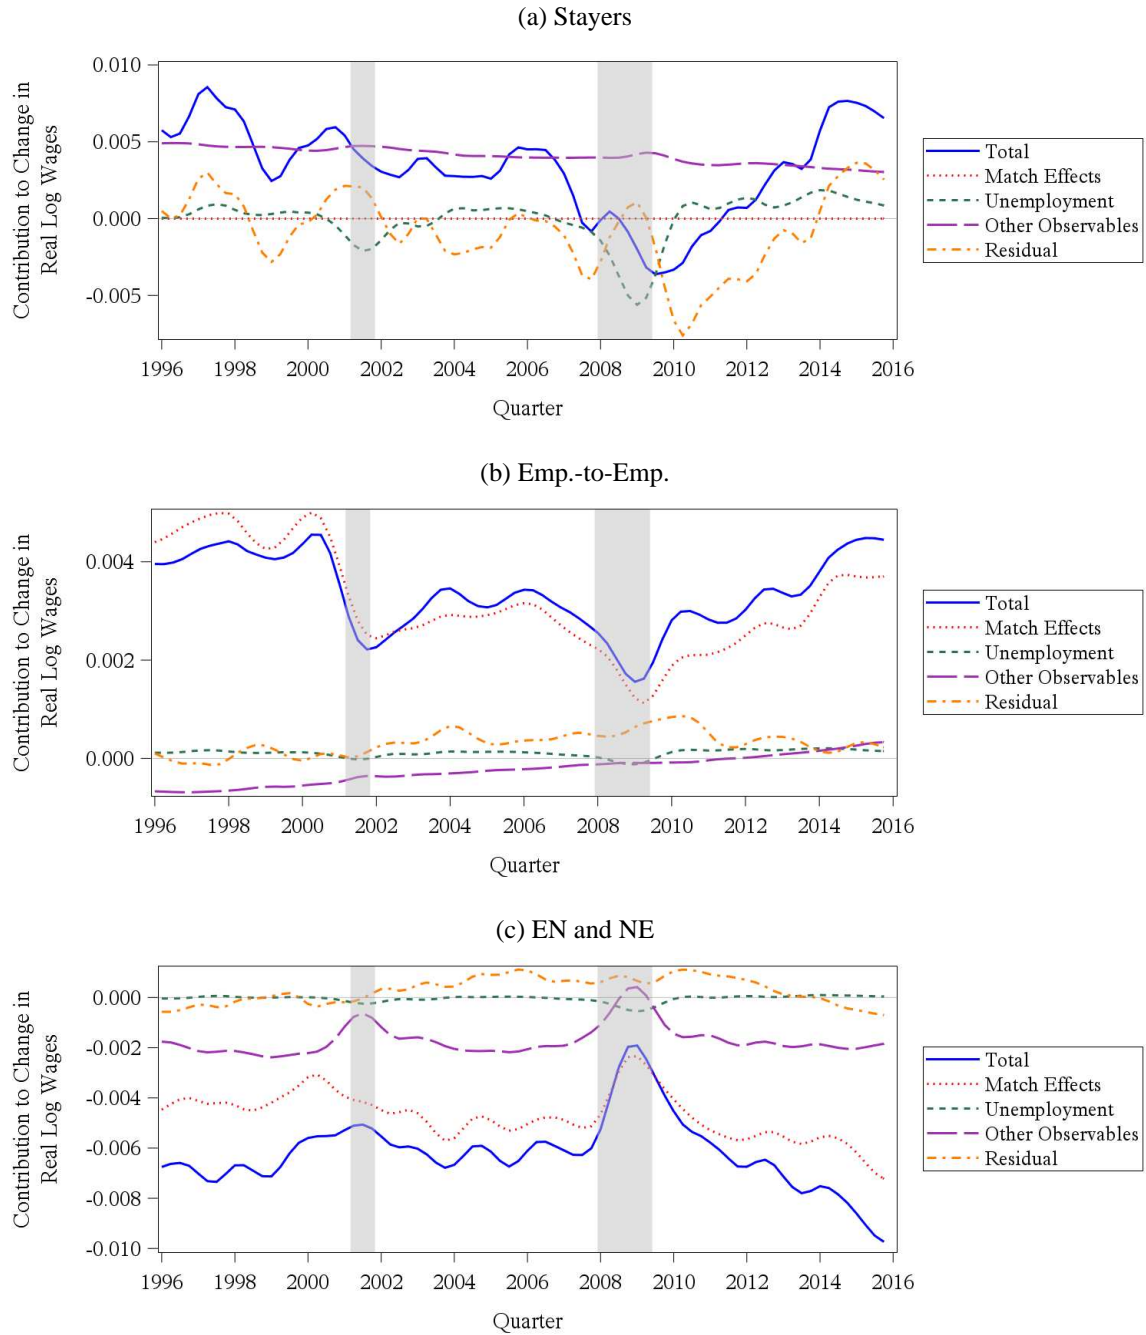 (a) Stayers
Contribution to Change in
Real Log Wages
0.010
0.005
0.000
-0.005
1996 1998 2000 2002 2004 2006 2008 2010 2012 2014 2016
Quarter
Total
Match Effects
Unemployment
Other Observables
Residual
(b) Emp.-to-Emp.
Contribution to Change in
Real Log Wages
0.004
0.002
0.000
1996 1998 2000 2002 2004 2006 2008 2010 2012 2014 2016
Quarter
Total
Match Effects
Unemployment
Other Observables
Residual
(c) EN and NE
Contribution to Change in
Real Log Wages
0.000
-0.002
-0.004
-0.006
-0.008
-0.010
1996 1998 2000 2002 2004 2006 2008 2010 2012 2014 2016
Quarter
Total
Match Effects
Unemployment
Other Observables
Residual